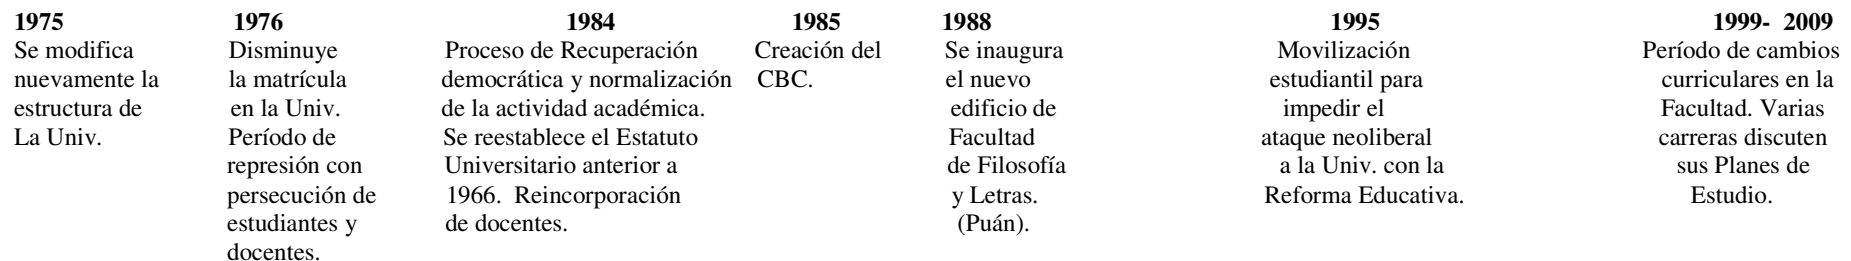 1975
Se modifica
nuevamente la
estructura de
La Univ.
1976
Disminuye
la matrícula
en la Univ.
Período de
represión con
persecución de
estudiantes y
docentes.
1984
Proceso de Recuperación
democrática y normalización
de la actividad académica.
Se reestablece el Estatuto
Universitario anterior a
1966. Reincorporación
de docentes.
1985
Creación del
CBC.
1988
Se inaugura
el nuevo
edificio de
Facultad
de Filosofía
y Letras.
(Puán).
1995
Movilización
estudiantil para
impedir el
ataque neoliberal
a la Univ. con la
Reforma Educativa.
1999- 2009
Período de cambios
curriculares en la
Facultad. Varias
carreras discuten
sus Planes de
Estudio.